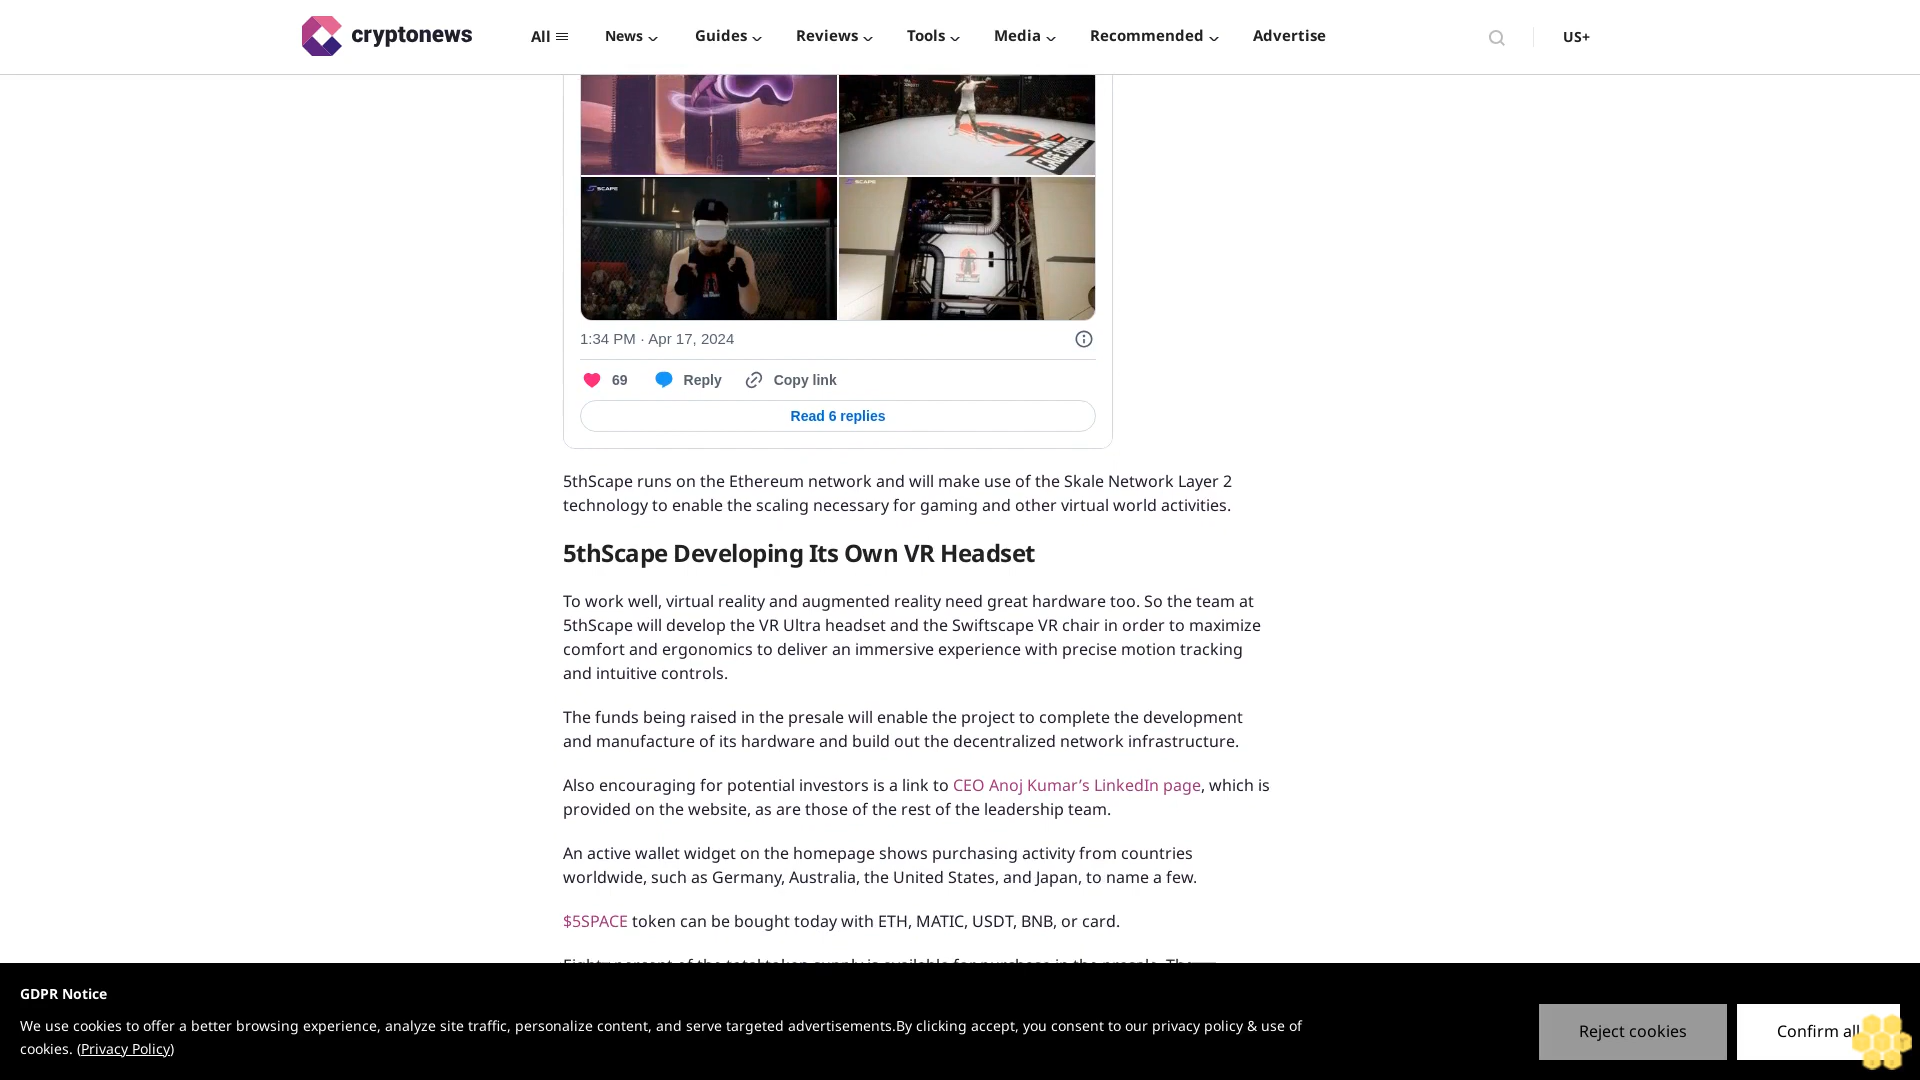 cryptonews
All
News
Guides
Reviews
Tools
Media
Recommended
Advertise
US+
SCAPE
SCAPE
1:34 PM · Apr 17, 2024
69
Reply
Copy link
Read 6 replies
5thScape runs on the Ethereum network and will make use of the Skale Network Layer 2
technology to enable the scaling necessary for gaming and other virtual world activities.
5thScape Developing Its Own VR Headset
To work well, virtual reality and augmented reality need great hardware too. So the team at
5thScape will develop the VR Ultra headset and the Swiftscape VR chair in order to maximize
comfort and ergonomics to deliver an immersive experience with precise motion tracking
and intuitive controls.
The funds being raised in the presale will enable the project to complete the development
and manufacture of its hardware and build out the decentralized network infrastructure.
Also encouraging for potential investors is a link to CEO Anoj Kumar’s LinkedIn page, which is
provided on the website, as are those of the rest of the leadership team.
An active wallet widget on the homepage shows purchasing activity from countries
worldwide, such as Germany, Australia, the United States, and Japan, to name a few.
$5SPACE token can be bought today with ETH, MATIC, USDT, BNB, or card.
GDPR Notice
We use cookies to offer a better browsing experience, analyze site traffic, personalize content, and serve targeted advertisements.By clicking accept, you consent to our privacy policy & use of
cookies. (Privacy Policy)
Reject cookies
Confirm all